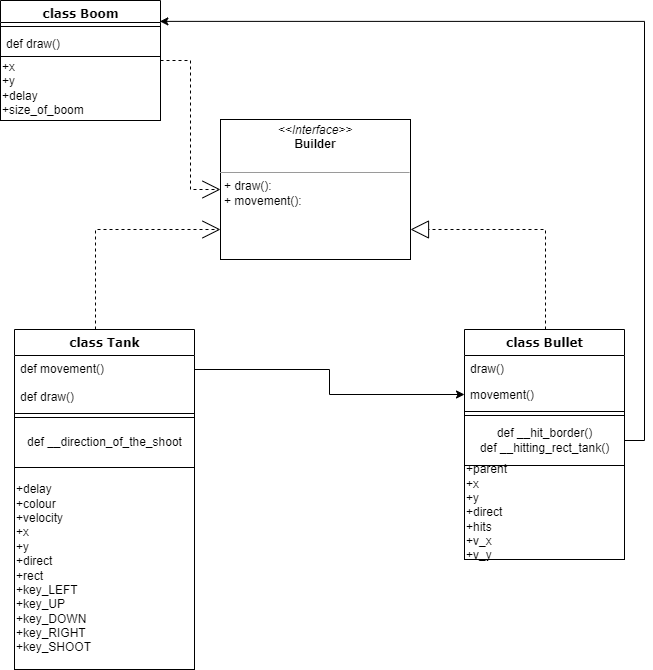 class Boom
def draw()
+x
+y
+delay
+size_of_boom
<<Interface>>
Builder
+ draw():
+ movement():
class Tank
def movement()
def draw()
def __direction_of_the_shoot
+delay
+colour
+velocity
+x
+y
+direct
+rect
+key_LEFT
+key_UP
+key_DOWN
+key_RIGHT
+key_SHOOT
class Bullet
draw()
movement()
def __hit_border()
def __hitting_rect_tank()
+parent
+x
+y
+direct
+hits
+v_x
+v_y